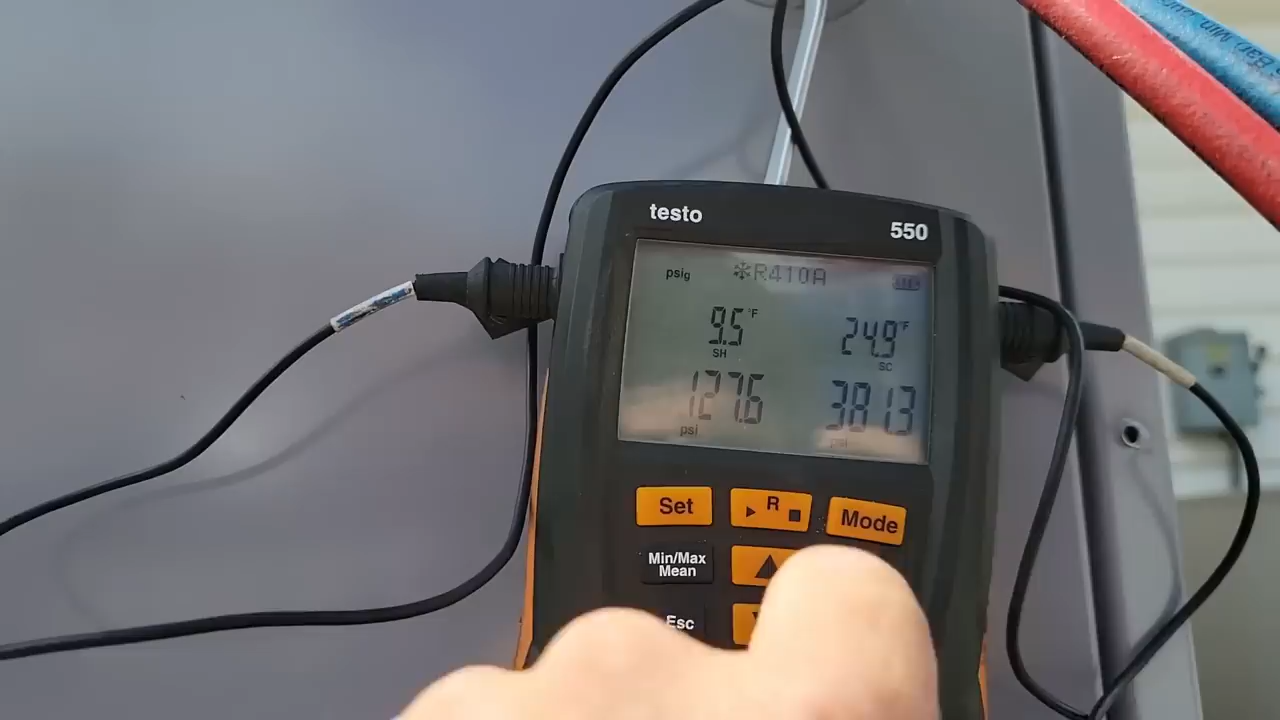 testo
550
psig ❄R410A
9.5 °F 24.9 °F
SH SC
127.6 381.3
psi psi
Set
R
Mode
Min/Max
Mean
Esc